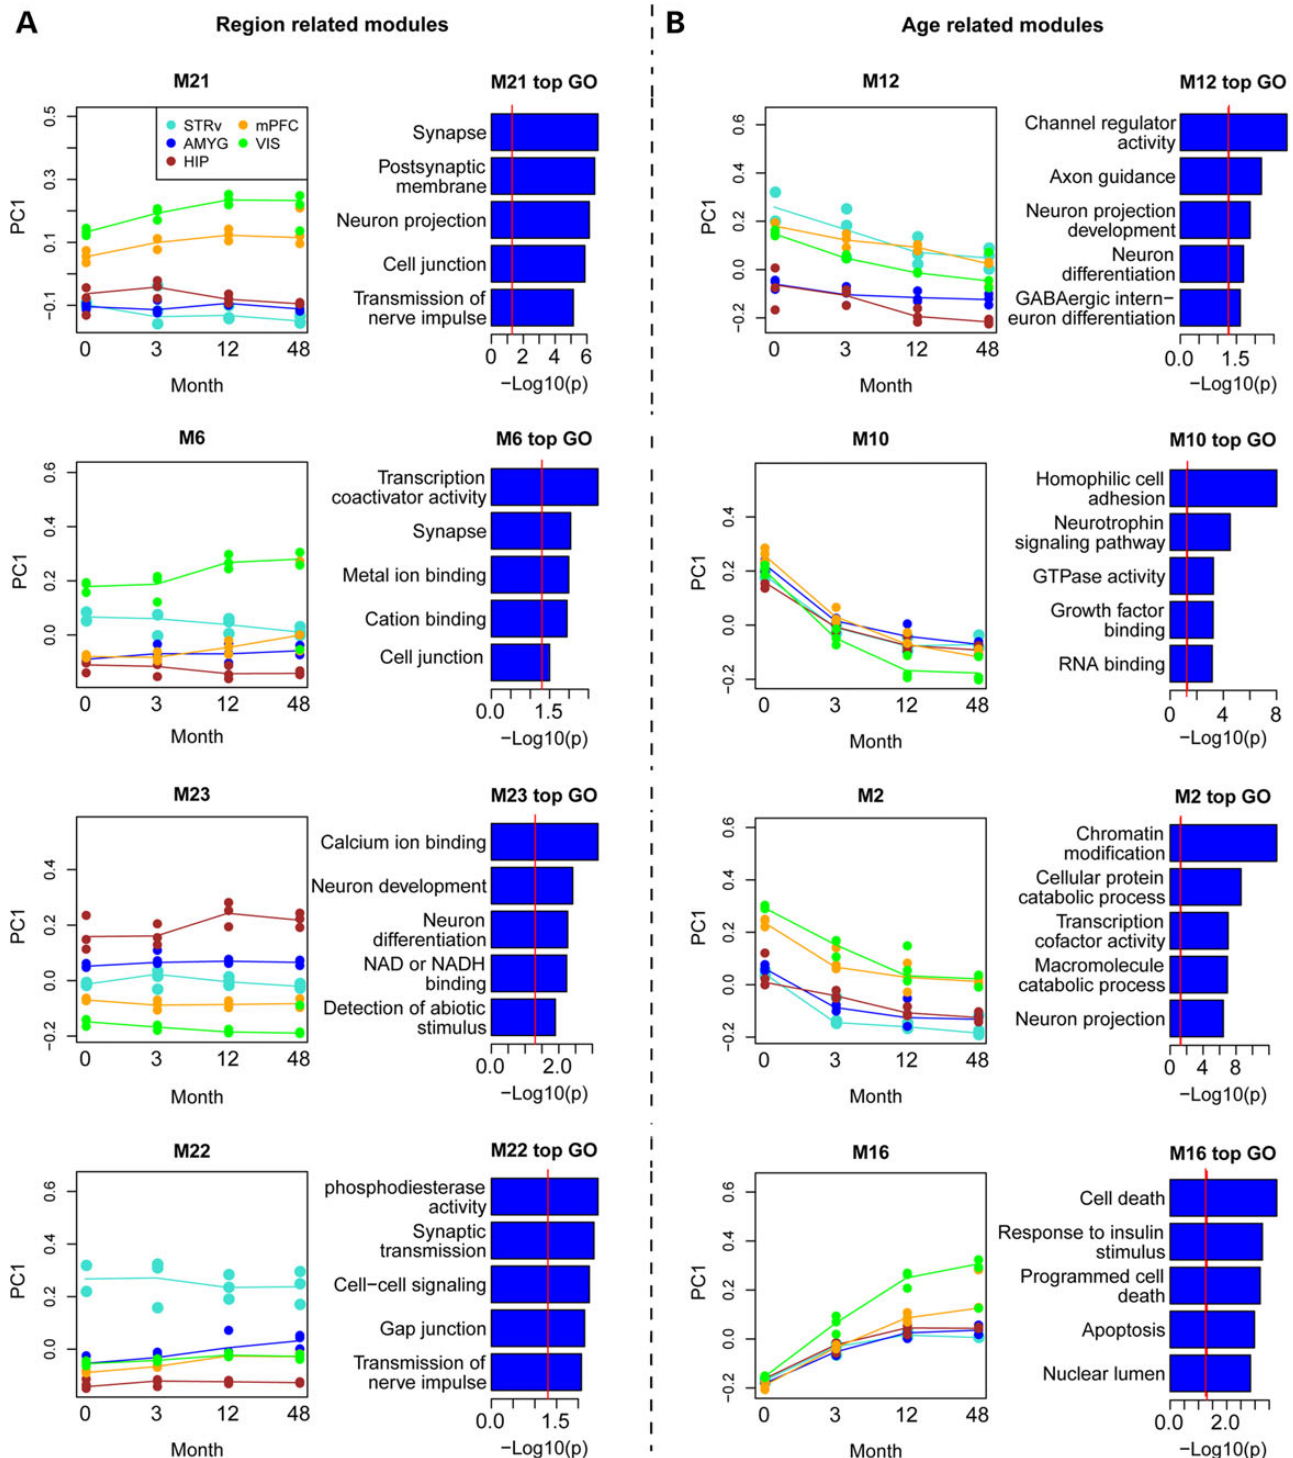 A
Region related modules
M21
PC1
0.5
0.3
0.1
−0.1
STRv
AMYG
HIP
mPFC
VIS
0 3 12 48
Month
M21 top GO
Synapse
Postsynaptic
membrane
Neuron projection
Cell junction
Transmission of
nerve impulse
0 2 4 6
−Log10(p)
M6
PC1
0.6
0.4
0.2
0.0
0 3 12 48
Month
M6 top GO
Transcription
coactivator activity
Synapse
Metal ion binding
Cation binding
Cell junction
0.0 1.5
−Log10(p)
M23
PC1
0.4
0.2
0.0
−0.2
0 3 12 48
Month
M23 top GO
Calcium ion binding
Neuron development
Neuron
differentiation
NAD or NADH
binding
Detection of abiotic
stimulus
0.0 2.0
−Log10(p)
M22
PC1
0.6
0.4
0.2
0.0
0 3 12 48
Month
M22 top GO
phosphodiesterase
activity
Synaptic
transmission
Cell−cell signaling
Gap junction
Transmission of
nerve impulse
0.0 1.5
−Log10(p)
B
Age related modules
M12
PC1
0.6
0.4
0.2
0.0
−0.2
0 3 12 48
Month
M12 top GO
Channel regulator
activity
Axon guidance
Neuron projection
development
Neuron
differentiation
GABAergic intern−
euron differentiation
0.0 1.5
−Log10(p)
M10
PC1
0.4
0.2
0.0
−0.2
0 3 12 48
Month
M10 top GO
Homophilic cell
adhesion
Neurotrophin
signaling pathway
GTPase activity
Growth factor
binding
RNA binding
0 4 8
−Log10(p)
M2
PC1
0.6
0.4
0.2
0.0
−0.2
0 3 12 48
Month
M2 top GO
Chromatin
modification
Cellular protein
catabolic process
Transcription
cofactor activity
Macromolecule
catabolic process
Neuron projection
0 4 8
−Log10(p)
M16
PC1
0.6
0.4
0.2
0.0
−0.2
0 3 12 48
Month
M16 top GO
Cell death
Response to insulin
stimulus
Programmed cell
death
Apoptosis
Nuclear lumen
0.0 2.0
−Log10(p)